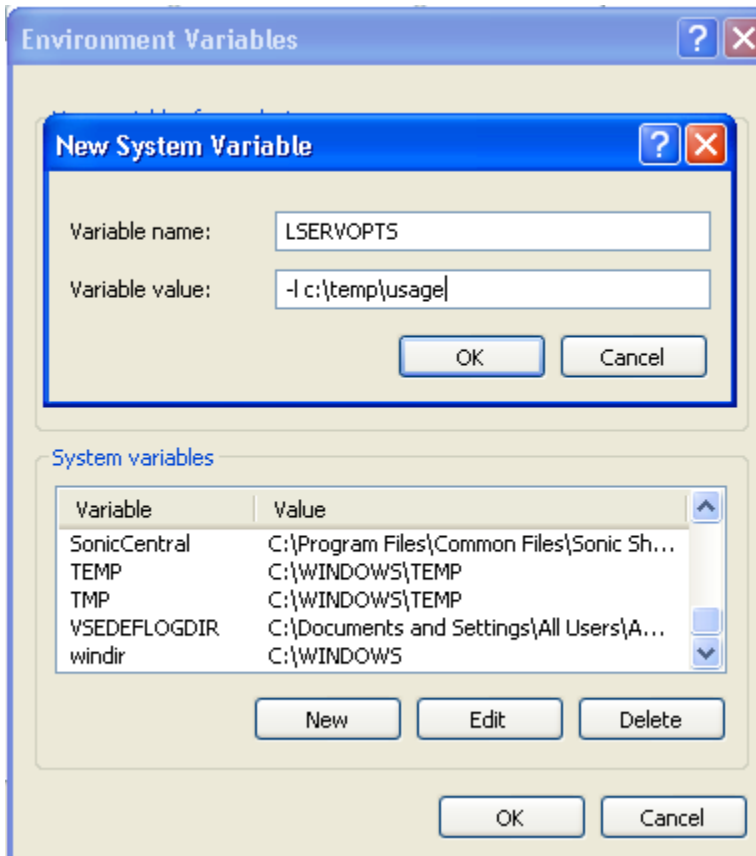 Environment Variables
New System Variable
Variable name:
LSERVOPTS
Variable value:
-l c:\temp\usage
OK
Cancel
System variables
Variable Value
SonicCentral C:\Program Files\Common Files\Sonic Sh...
TEMP C:\WINDOWS\TEMP
TMP C:\WINDOWS\TEMP
VSEDEFLOGDIR C:\Documents and Settings\All Users\A...
windir C:\WINDOWS
New Edit Delete
OK Cancel